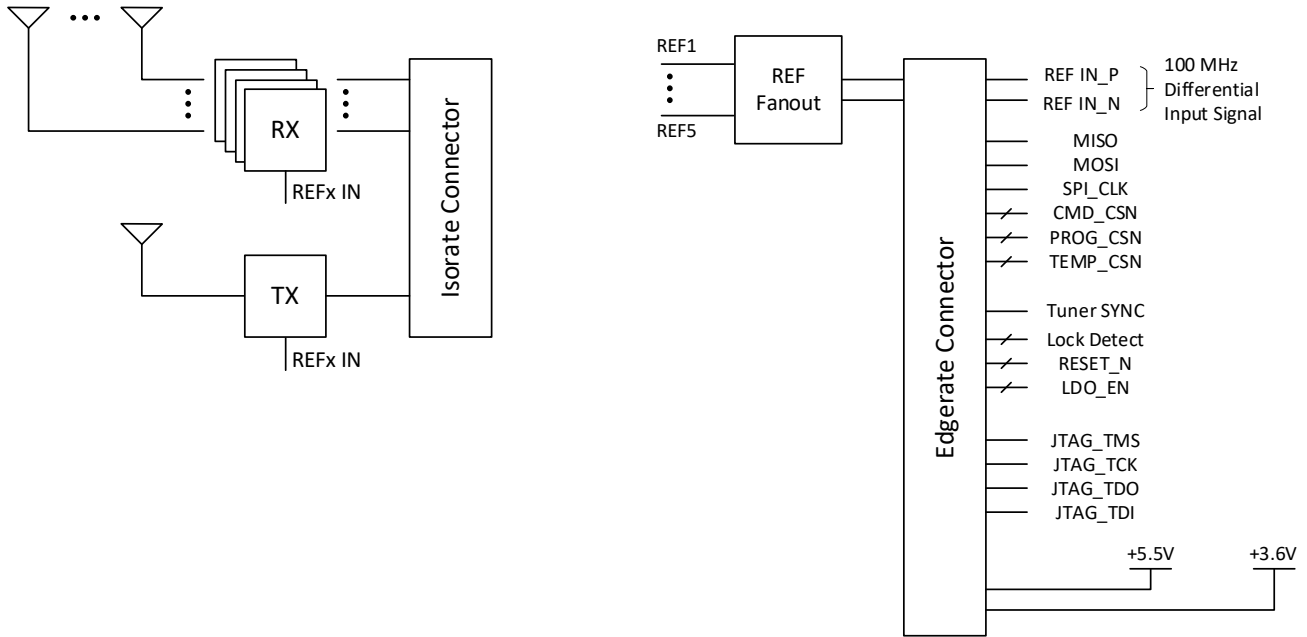 RX
REFx IN
TX
REFx IN
Isorate Connector
REF1
REF5
REF
Fanout
Edgerate Connector
REF IN_P
REF IN_N
100 MHz
Differential
Input Signal
MISO
MOSI
SPI_CLK
CMD_CSN
PROG_CSN
TEMP_CSN
Tuner SYNC
Lock Detect
RESET_N
LDO_EN
JTAG_TMS
JTAG_TCK
JTAG_TDO
JTAG_TDI
+5.5V
+3.6V